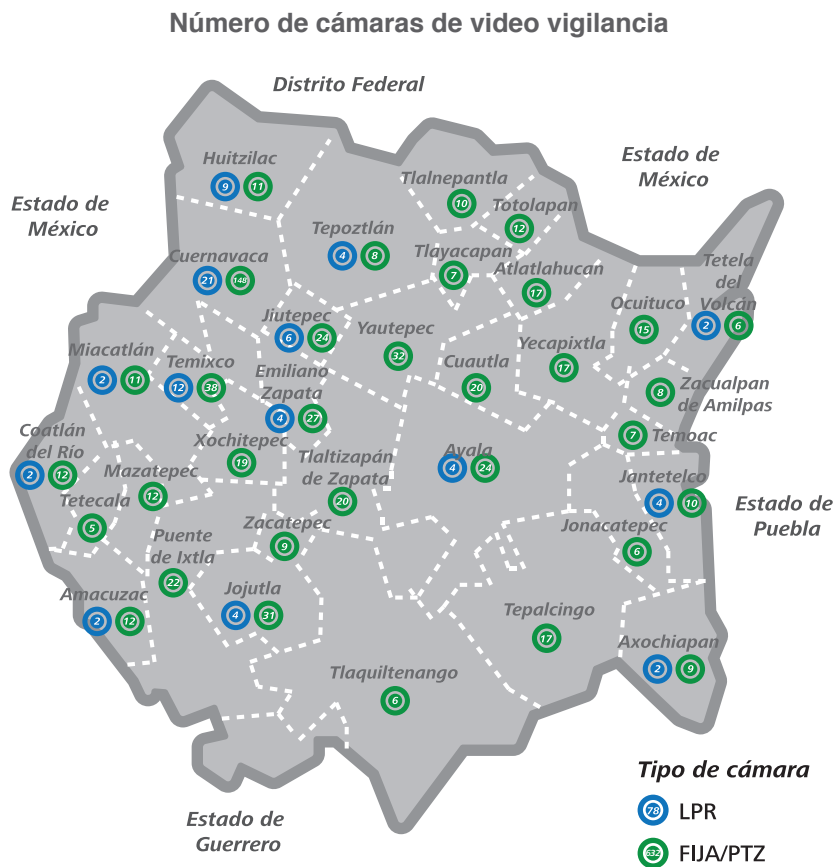 Número de cámaras de video vigilancia
Distrito Federal
Estado de
México
Estado de
México
Huitzilac
9 11
Tlalnepantla
10
Totolapan
12
Tepoztlán
4 8
Cuernavaca
21 148
Tlayacapan
7
Atlatlahucan
17
Tetela
del
Volcán
2 6
Ocuituco
15
Jiutepec
6 24
Yautepec
32
Yecapixtla
17
Cuautla
20
Miacatlán
2 11
Temixco
12 38
Emiliano
Zapata
4 27
Zacualpan
de Amilpas
8
Temoac
7
Coatlán
del Río
2 12
Xochitepec
19
Tlaltizapán
de Zapata
20
Ayala
4 24
Mazatepec
12
Tetecala
5
Jantetelco
4 10
Estado de
Puebla
Zacatepec
9
Jonacatepec
6
Puente
de Ixtla
22
Amacuzac
2 12
Jojutla
4 31
Tepalcingo
17
Axochiapan
2 9
Tlaquiltenango
6
Estado de
Guerrero
Tipo de cámara
78 LPR
632 FIJA/PTZ